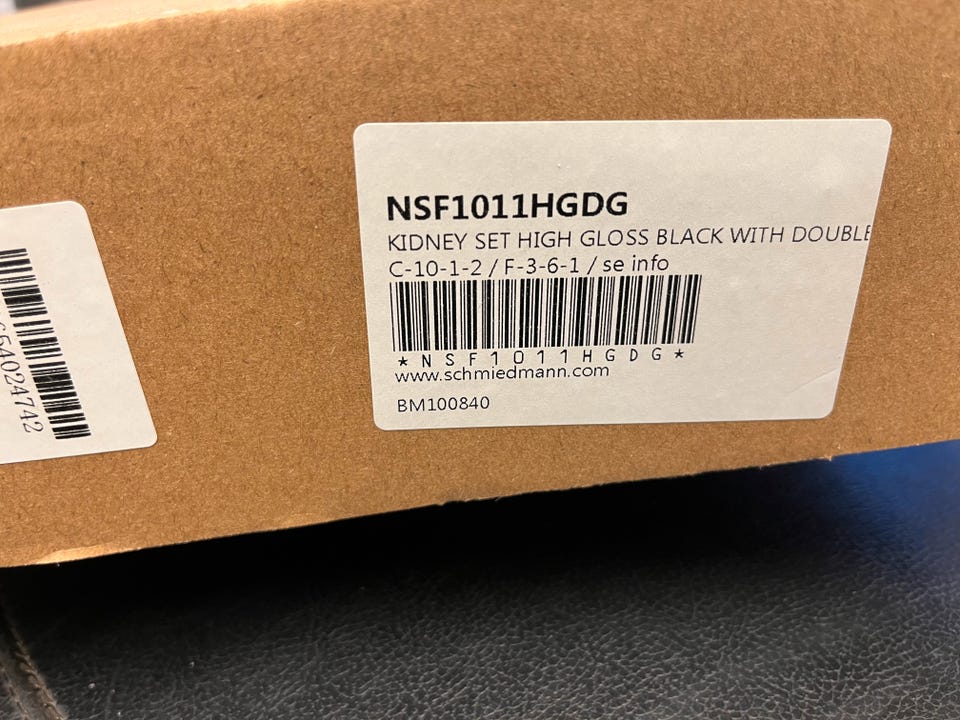 NSF1011HGDG
KIDNEY SET HIGH GLOSS BLACK WITH DOUBLE
C-10-1-2 / F-3-6-1 / se info
*NSF1011HGDG*
www.schmiedmann.com
BM100840